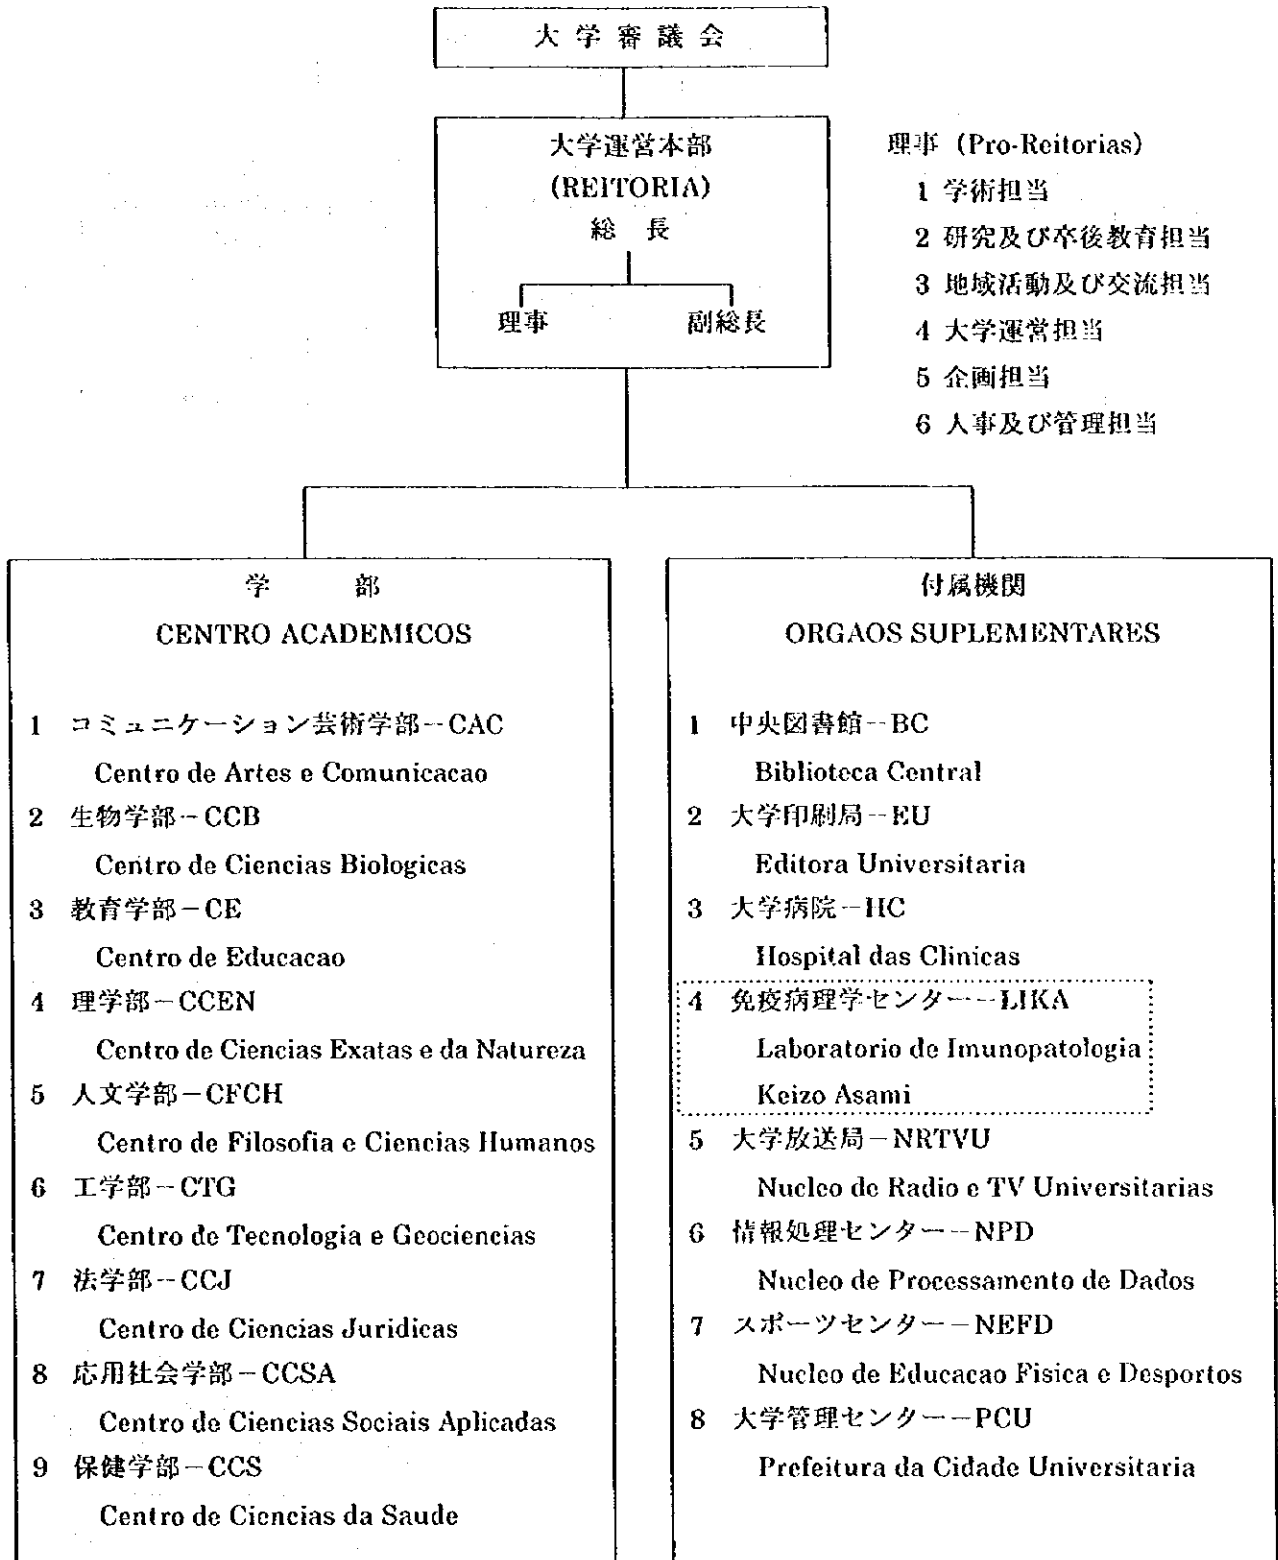 大学審議会
大学運営本部
(REITORIA)
総 長
理事 副総長
理事 (Pro-Reitorias)
1 学術担当
2 研究及び卒後教育担当
3 地域活動及び交流担当
4 大学運営担当
5 企画担当
6 人事及び管理担当
学 部
CENTRO ACADEMICOS
1 コミュニケーション芸術学部--CAC
Centro de Artes e Comunicacao
2 生物学部--CCB
Centro de Ciencias Biologicas
3 教育学部-CE
Centro de Educacao
4 理学部-CCEN
Centro de Ciencias Exatas e da Natureza
5 人文学部-CFCH
Centro de Filosofia e Ciencias Humanos
6 工学部-CTG
Centro de Tecnologia e Geociencias
7 法学部--CCJ
Centro de Ciencias Juridicas
8 応用社会学部-CCSA
Centro de Ciencias Sociais Aplicadas
9 保健学部-CCS
Centro de Ciencias da Saude
付属機関
ORGAOS SUPLEMENTARES
1 中央図書館--BC
Biblioteca Central
2 大学印刷局--EU
Editora Universitaria
3 大学病院--HC
Hospital das Clinicas
4 免疫病理学センター--LIKA
Laboratorio de Imunopatologia
Keizo Asami
5 大学放送局-NRTVU
Nucleo de Radio e TV Universitarias
6 情報処理センター--NPD
Nucleo de Processamento de Dados
7 スポーツセンター-NEFD
Nucleo de Educacao Fisica e Desportos
8 大学管理センター--PCU
Prefeitura da Cidade Universitaria